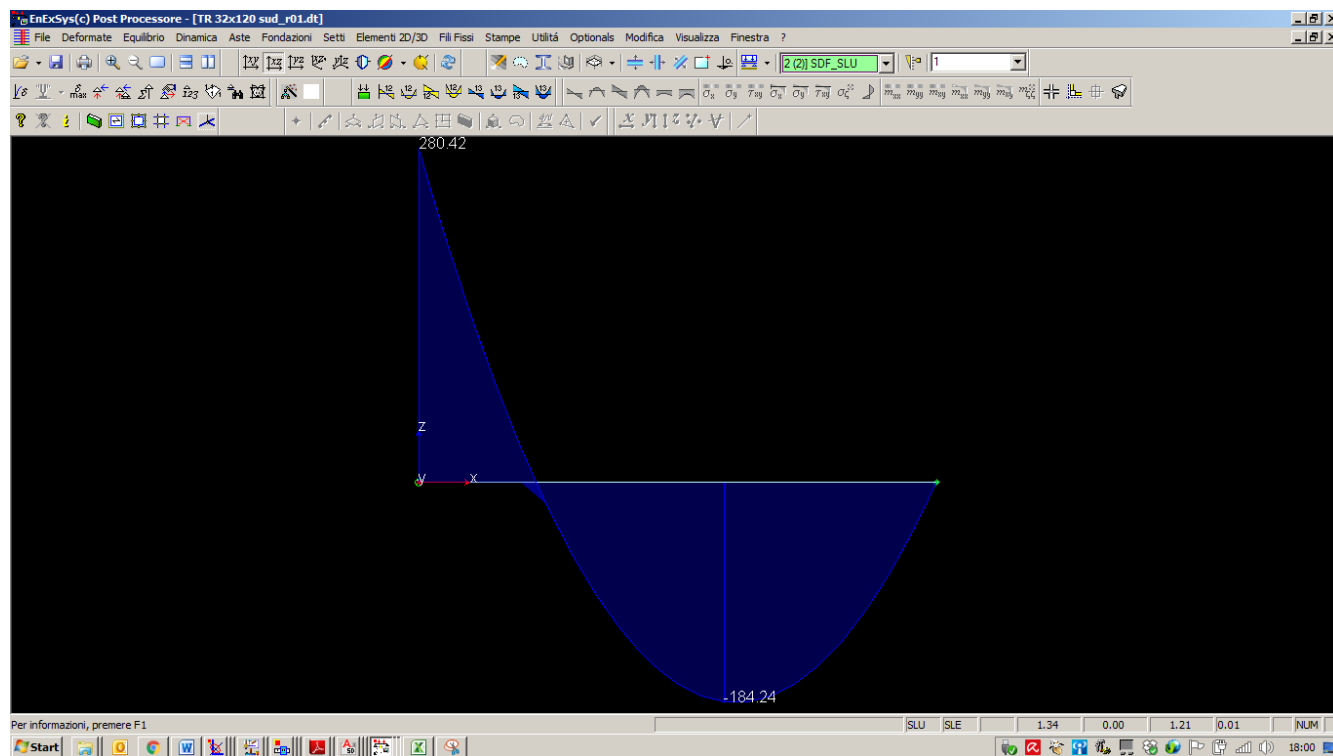 EnExSys(c) Post Processore - [TR 32x120 sud_r01.dt]
File Deformate Equilibrio Dinamica Aste Fondazioni Setti Elementi 2D/3D Fili Fissi Stampe Utilitá Optionals Modifica Visualizza Finestra ?
2 (2)] SDF_SLU 1
280.42
z
y x
-184.24
Per informazioni, premere F1 SLU SLE 1.34 0.00 1.21 0.01 NUM
Start 18:00